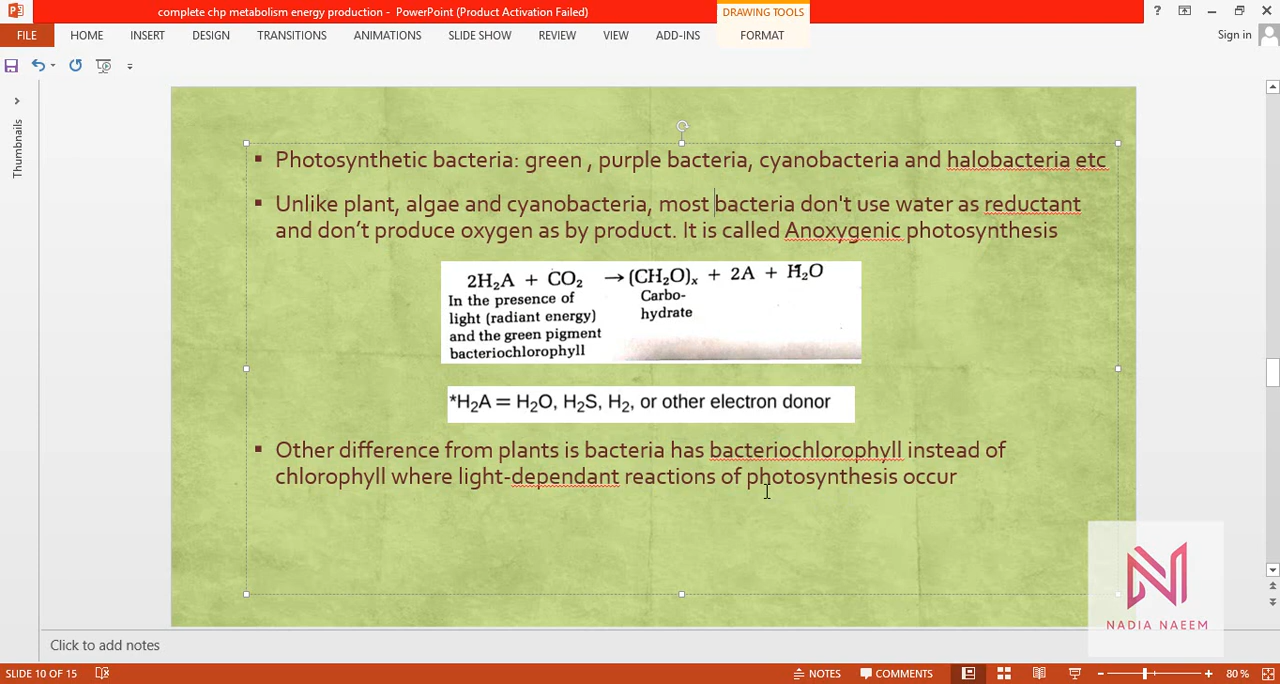 complete chp metabolism energy production - PowerPoint (Product Activation Failed)
DRAWING TOOLS
?
FILE
HOME
INSERT
DESIGN
TRANSITIONS
ANIMATIONS
SLIDE SHOW
REVIEW
VIEW
ADD-INS
FORMAT
Sign in
Thumbnails
▪ Photosynthetic bacteria: green , purple bacteria, cyanobacteria and halobacteria etc
▪ Unlike plant, algae and cyanobacteria, most bacteria don't use water as reductant
and don’t produce oxygen as by product. It is called Anoxygenic photosynthesis
2H₂A + CO₂ → (CH₂O)ₓ + 2A + H₂O
In the presence of
light (radiant energy)
and the green pigment
bacteriochlorophyll
Carbo-
hydrate
*H₂A = H₂O, H₂S, H₂, or other electron donor
▪ Other difference from plants is bacteria has bacteriochlorophyll instead of
chlorophyll where light-dependant reactions of photosynthesis occur
NADIA NAEEM
Click to add notes
SLIDE 10 OF 15
NOTES
COMMENTS
80 %